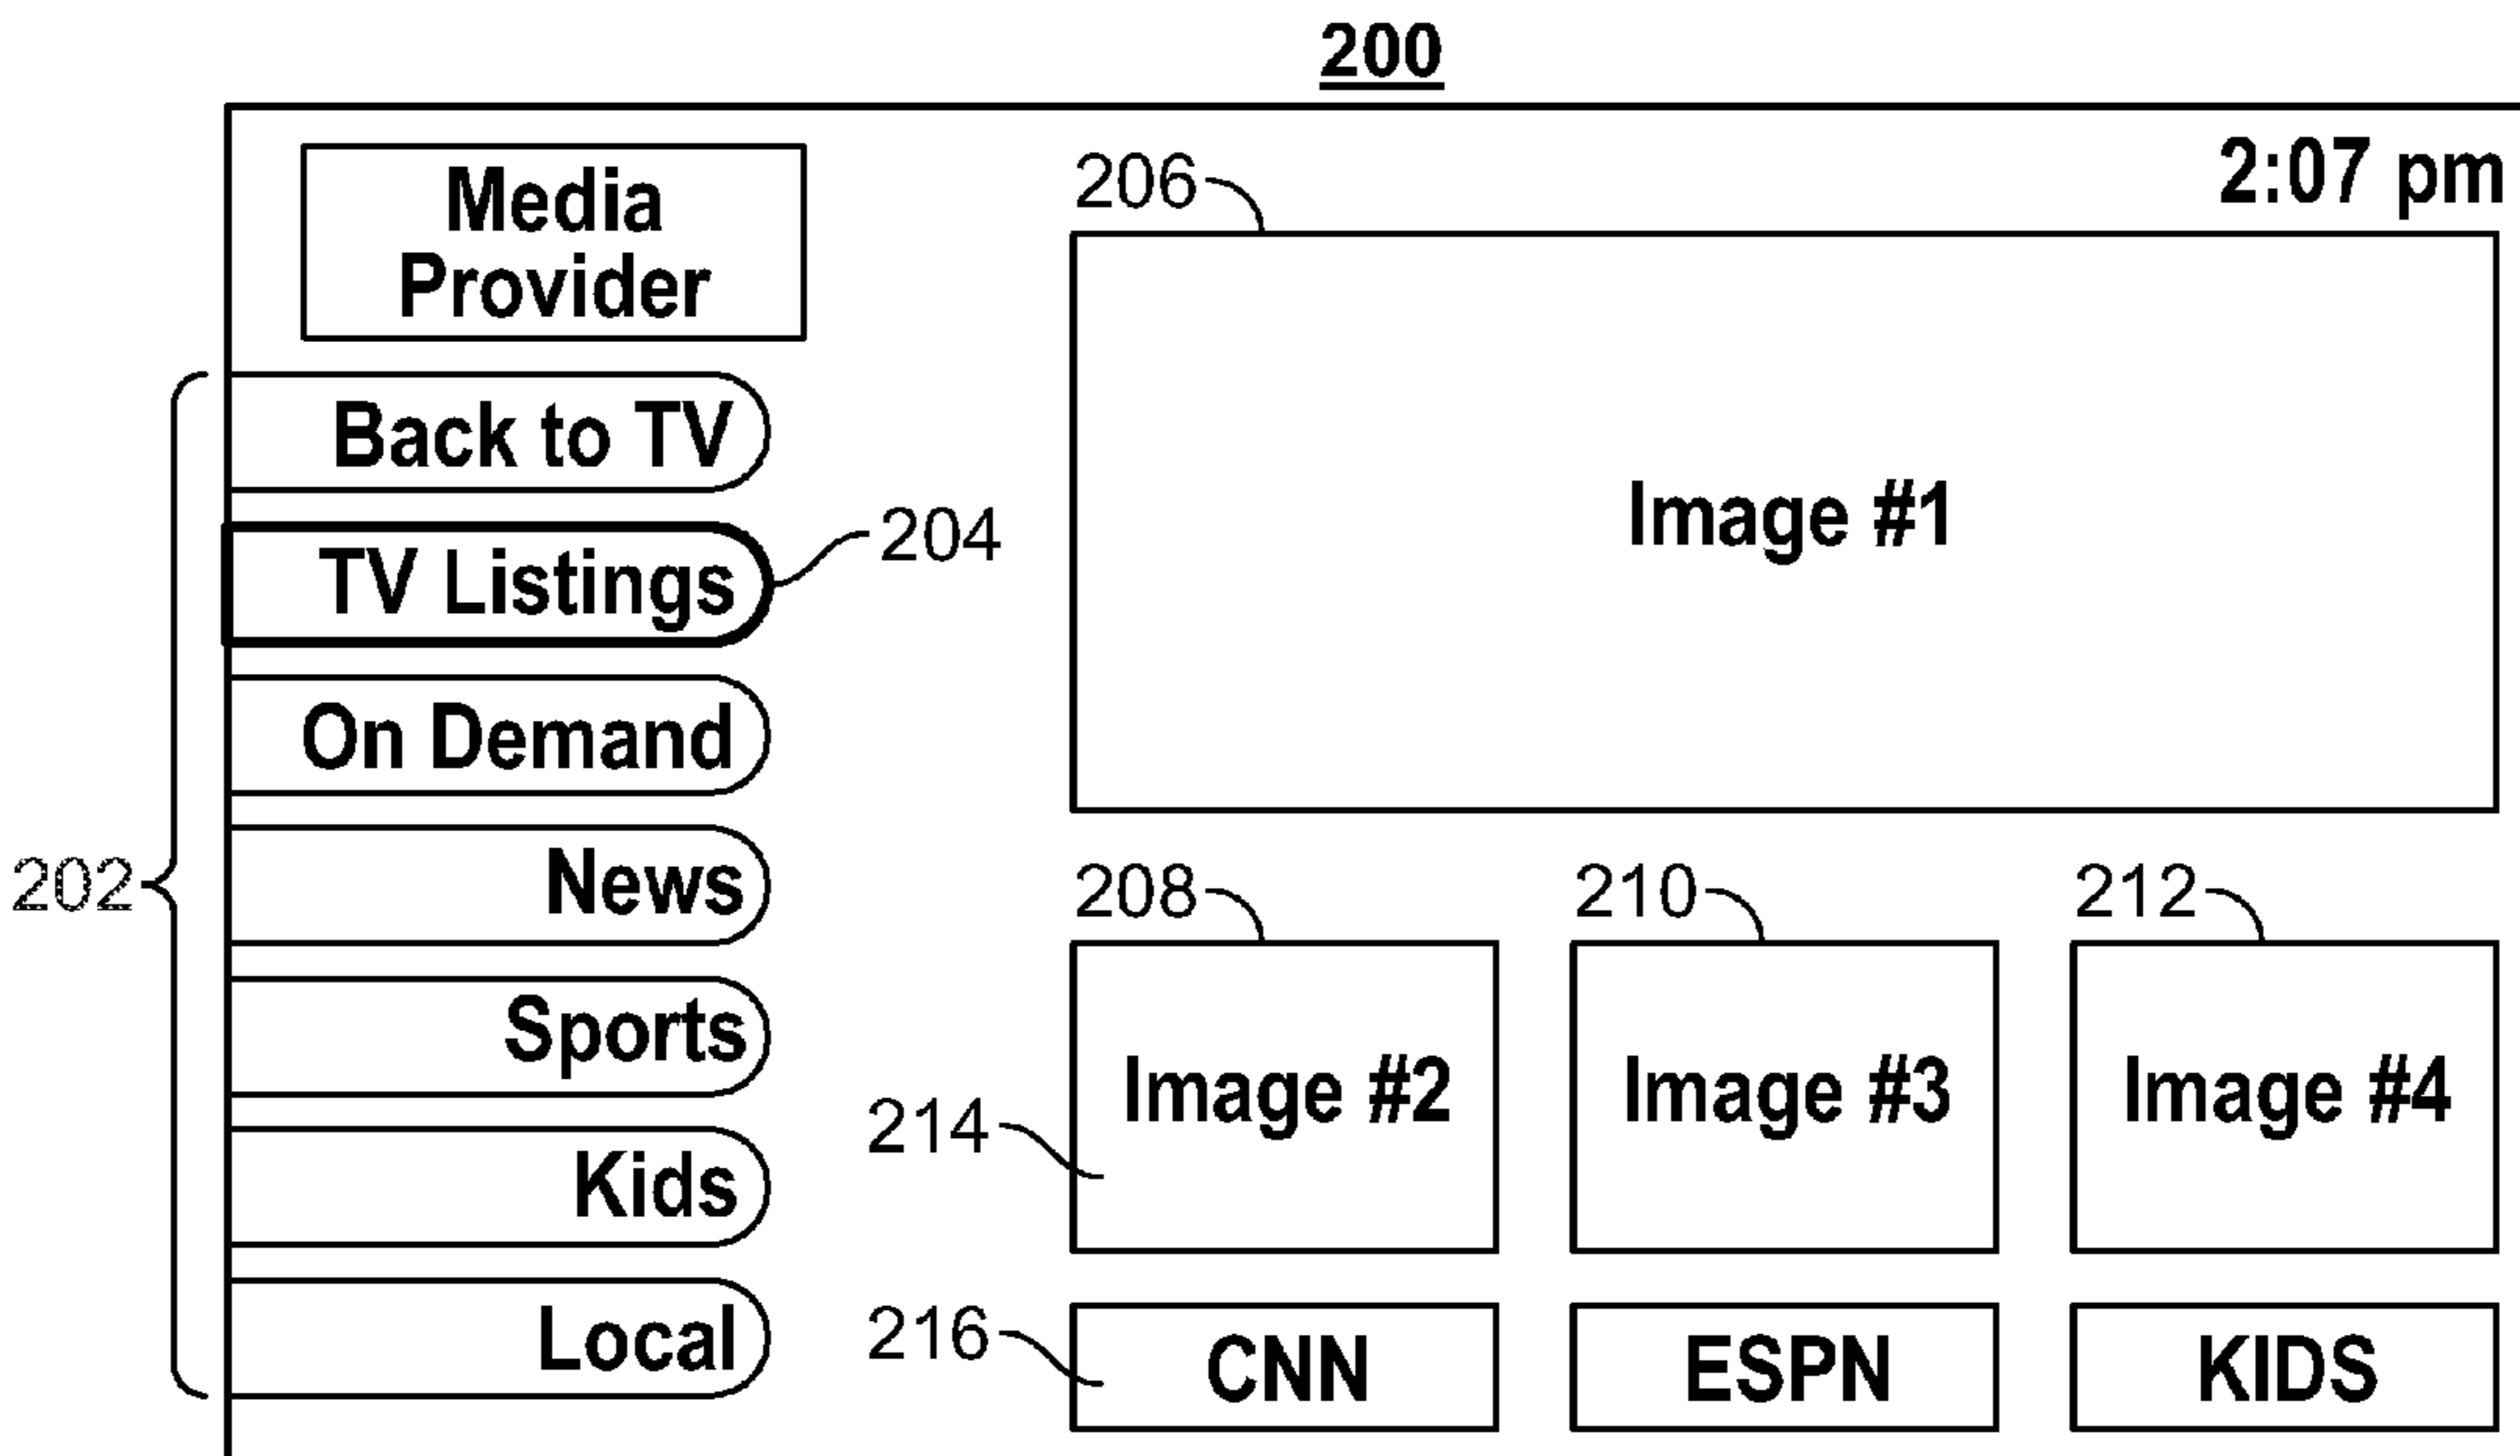 200
Media
Provider
2:07 pm
206
Back to TV
Image #1
TV Listings
204
On Demand
202
News
208
210
212
Sports
214
Image #2
Image #3
Image #4
Kids
Local
216
CNN
ESPN
KIDS